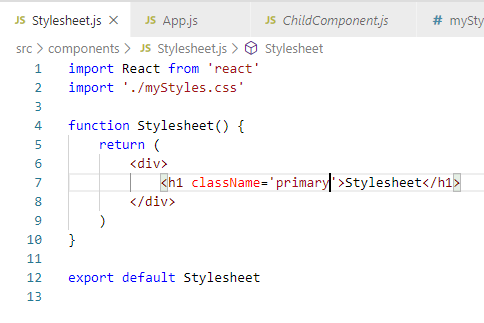 JS Stylesheet.js × JS App.js JS ChildComponent.js # mySty
src > components > JS Stylesheet.js > Stylesheet
1 import React from 'react'
2 import './myStyles.css'
3
4 function Stylesheet() {
5 return (
6 <div>
7 <h1 className='primary'>Stylesheet</h1>
8 </div>
9 )
10 }
11
12 export default Stylesheet
13